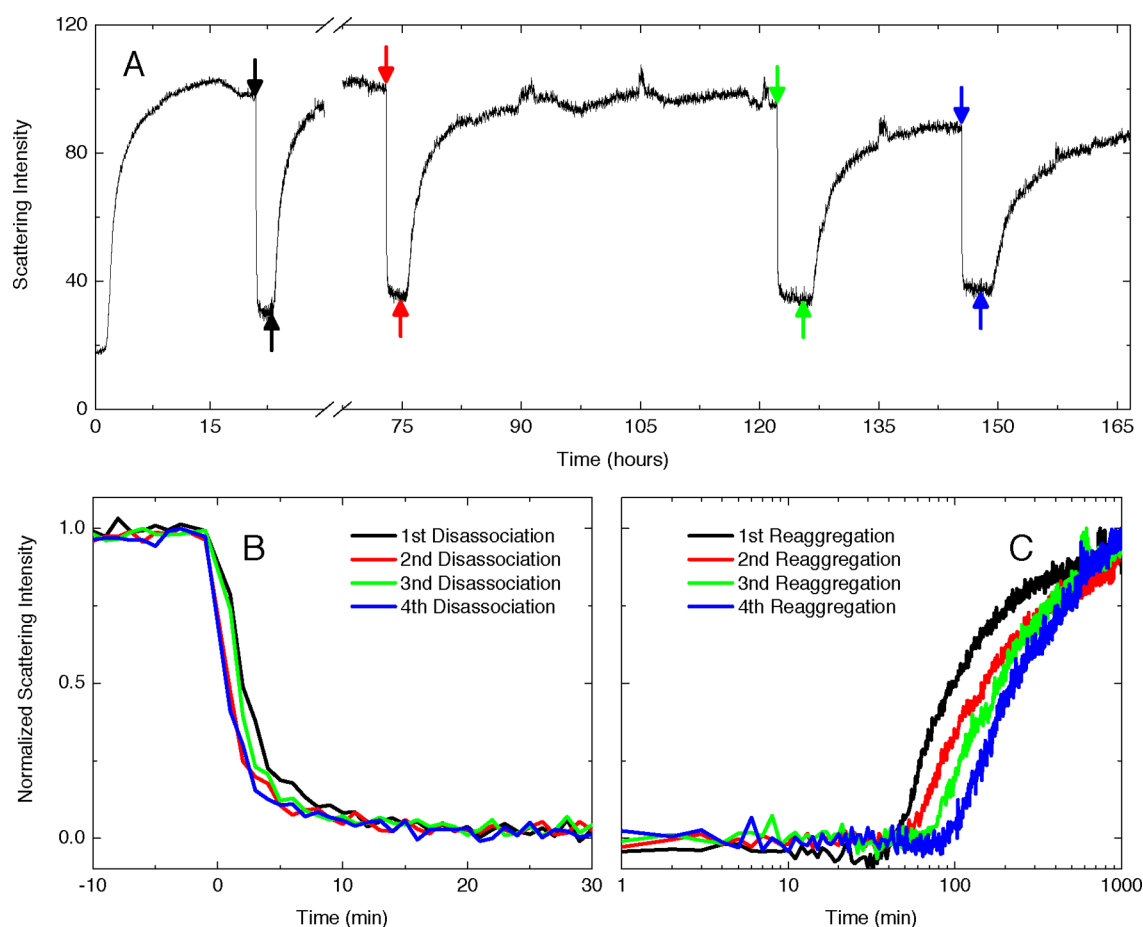 120
80
40
0
Scattering Intensity
A
0 15 75 90 105 120 135 150 165
Time (hours)
1.0
0.5
0.0
Normalized Scattering Intensity
B
1st Disassociation
2nd Disassociation
3nd Disassociation
4th Disassociation
-10 0 10 20 30
Time (min)
C
1st Reaggregation
2nd Reaggregation
3nd Reaggregation
4th Reaggregation
1 10 100 1000
Time (min)